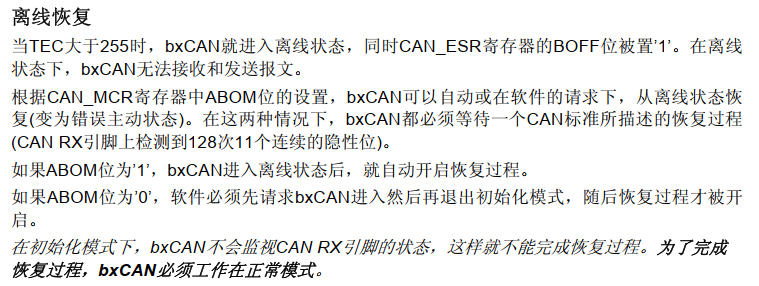 离线恢复
当TEC大于255时，bxCAN就进入离线状态，同时CAN_ESR寄存器的BOFF位被置'1'。在离线
状态下，bxCAN无法接收和发送报文。
根据CAN_MCR寄存器中ABOM位的设置，bxCAN可以自动或在软件的请求下，从离线状态恢
复(变为错误主动状态)。在这两种情况下，bxCAN都必须等待一个CAN标准所描述的恢复过程
(CAN RX引脚上检测到128次11个连续的隐性位)。
如果ABOM位为'1'，bxCAN进入离线状态后，就自动开启恢复过程。
如果ABOM位为'0'，软件必须先请求bxCAN进入然后再退出初始化模式，随后恢复过程才被开
启。
在初始化模式下，bxCAN不会监视CAN RX引脚的状态，这样就不能完成恢复过程。为了完成
恢复过程，bxCAN必须工作在正常模式。